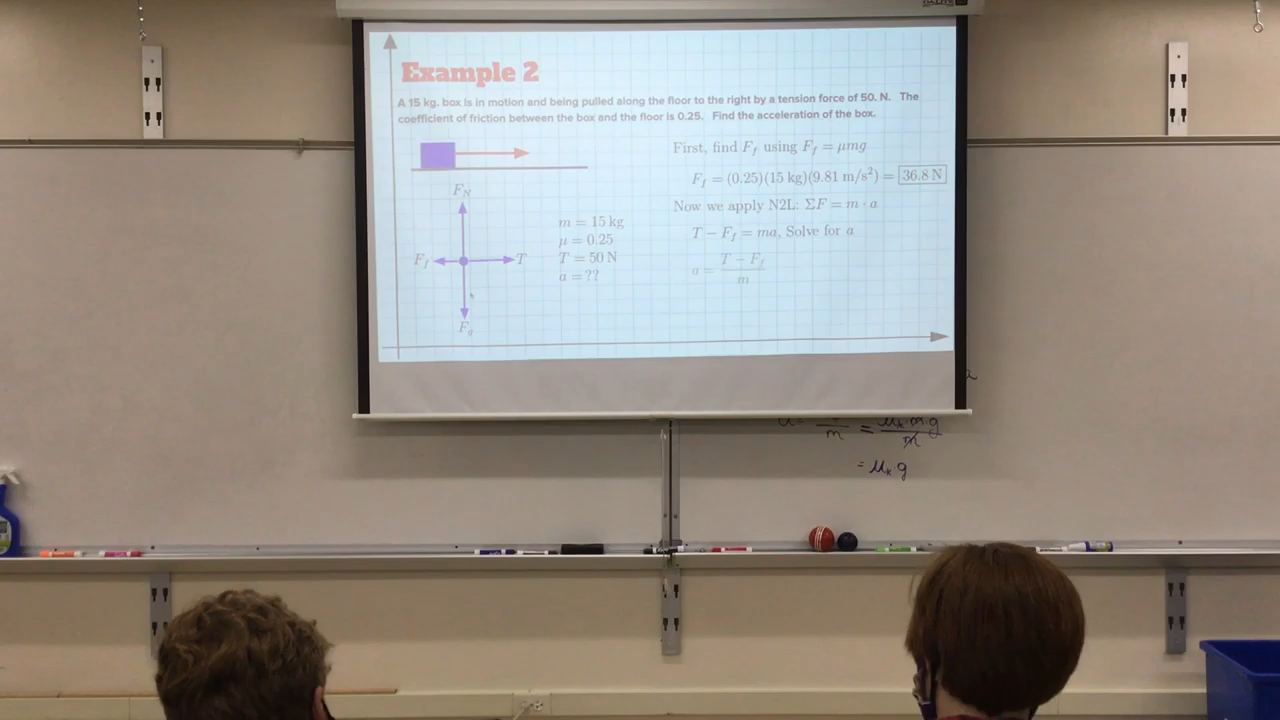 Example 2
A 15 kg. box is in motion and being pulled along the floor to the right by a tension force of 50. N. The
coefficient of friction between the box and the floor is 0.25. Find the acceleration of the box.
First, find F_f using F_f = μmg
F_f = (0.25)(15 kg)(9.81 m/s²) = 36.8 N
Now we apply N2L: ΣF = m · a
T − F_f = ma, Solve for a
a = (T − F_f)/m
F_N
F_f
T
F_g
m = 15 kg
μ = 0.25
T = 50 N
a = ??
m = μ_k·m·g/m
= μ_k·g